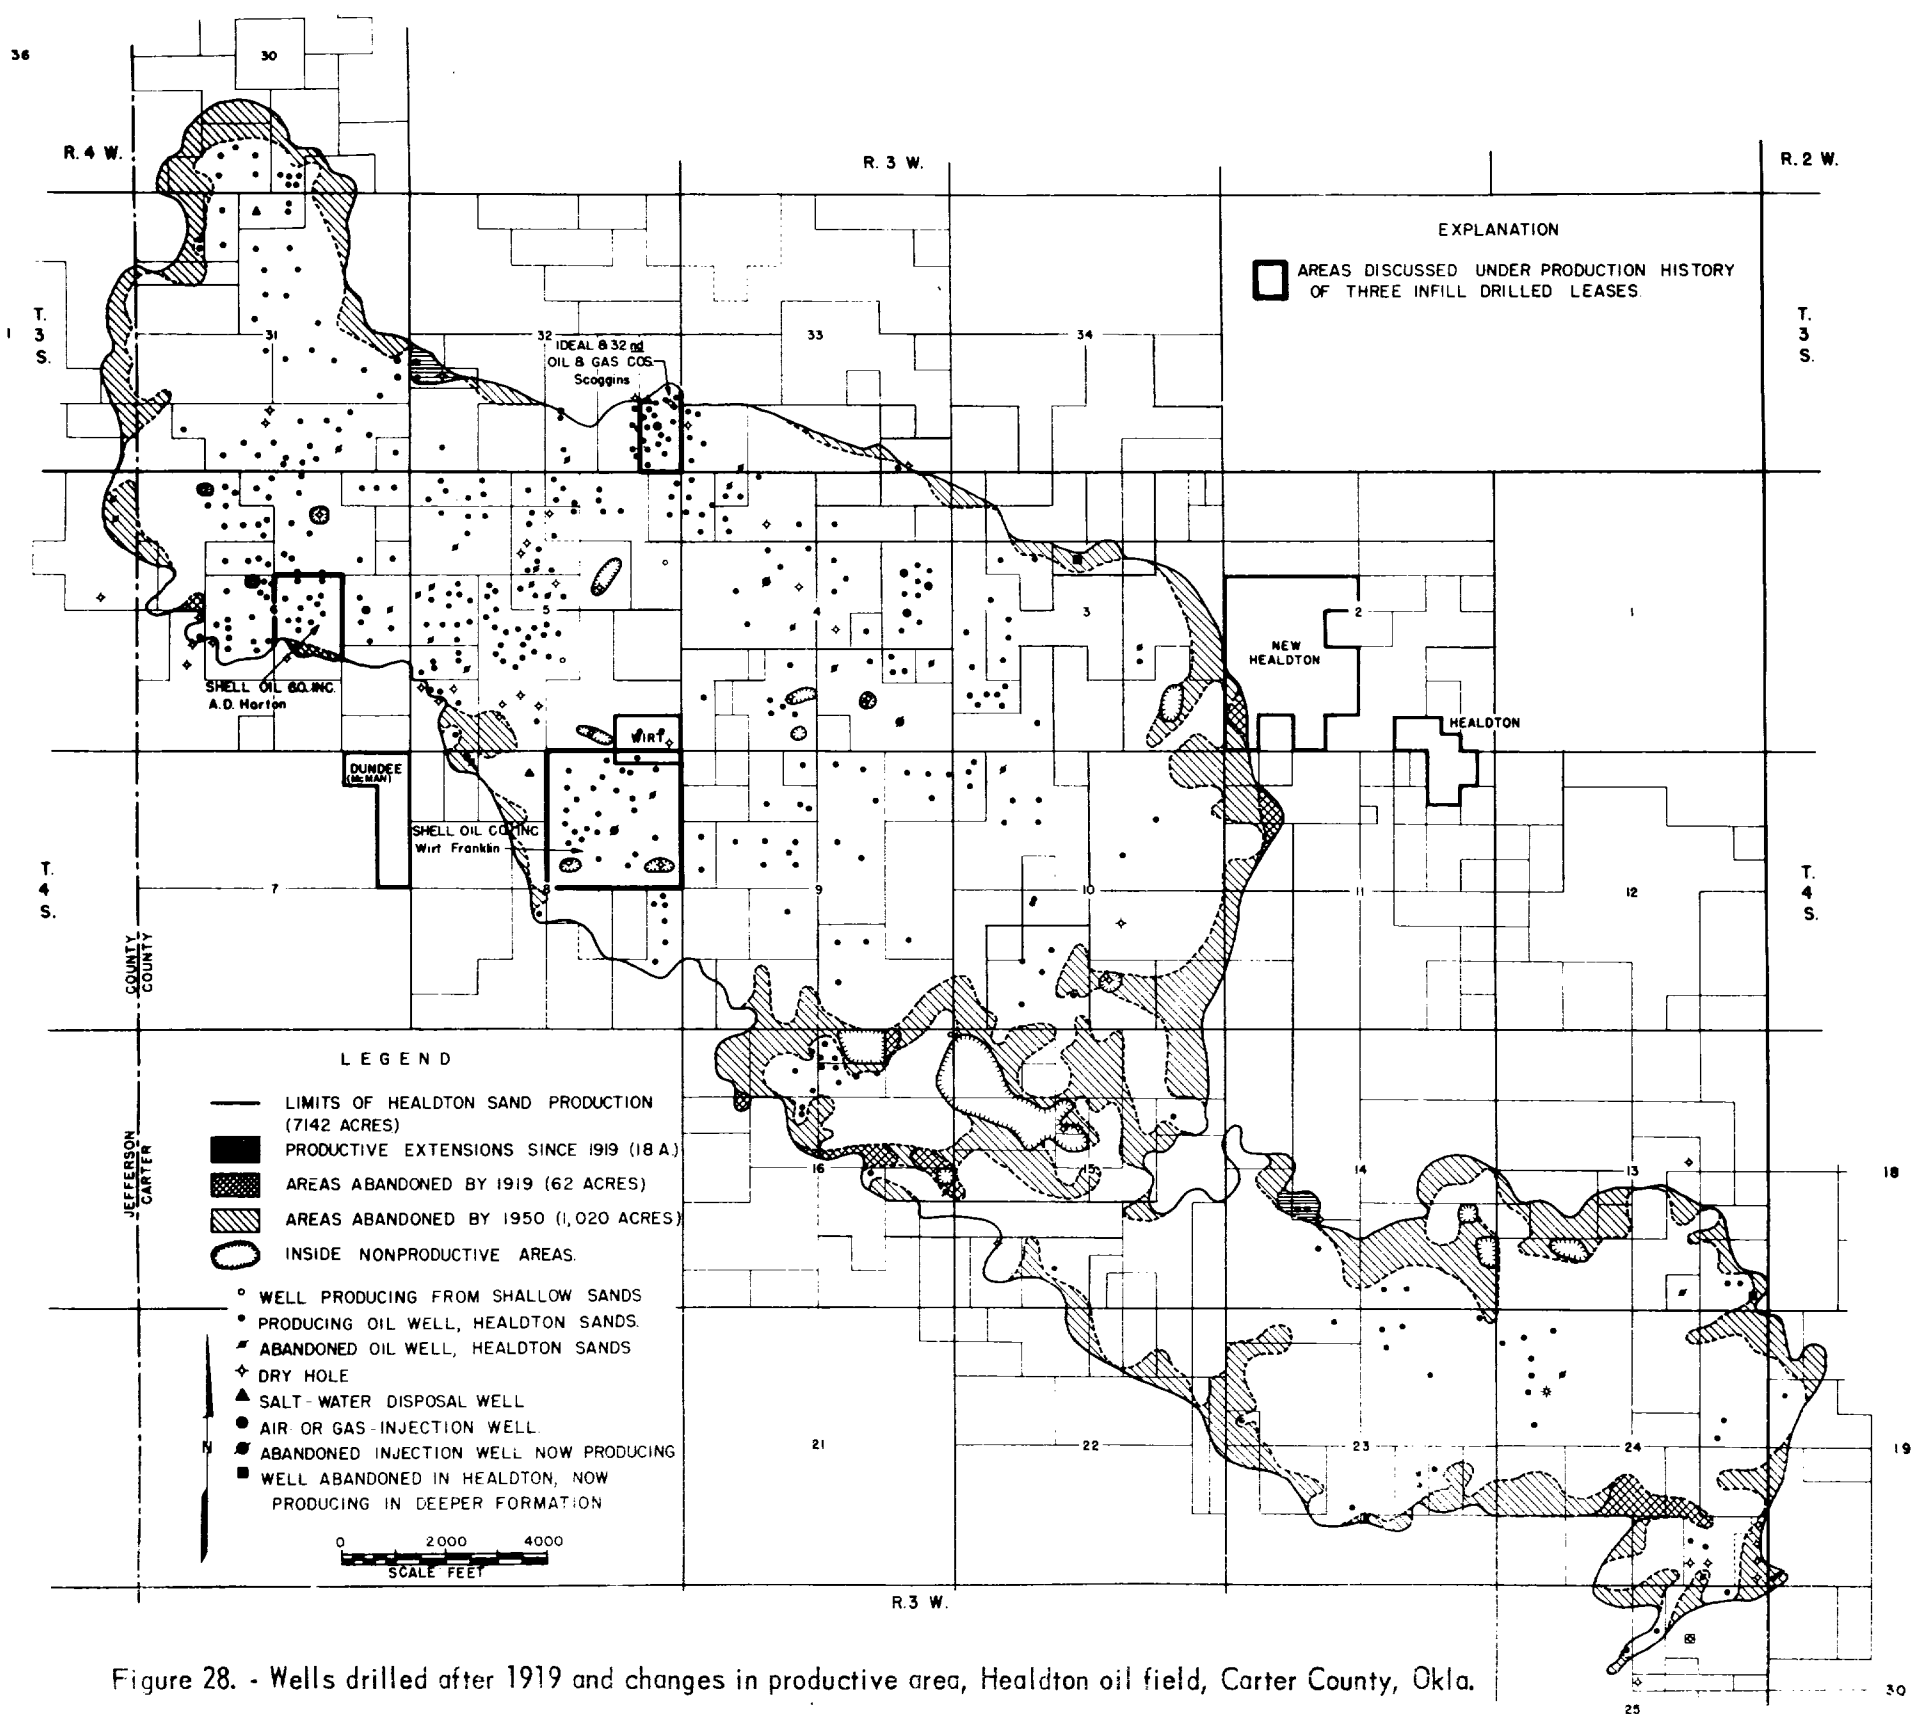 30
36
R. 4 W.
R. 3 W.
R. 2 W.
EXPLANATION
AREAS DISCUSSED UNDER PRODUCTION HISTORY
OF THREE INFILL DRILLED LEASES.
T.
3
S.
1
31
32
33
34
T.
3
S.
IDEAL & 32nd
OIL & GAS COS.
Scoggins
5
4
3
2
1
NEW
HEALDTON
SHELL OIL CO. INC.
A.D. Horton
HEALDTON
WIRT
DUNDEE
(McMAN)
SHELL OIL CO. INC
Wirt Franklin
T.
4
S.
7
8
9
10
11
12
T.
4
S.
COUNTY
COUNTY
JEFFERSON
CARTER
LEGEND
LIMITS OF HEALDTON SAND PRODUCTION
(7142 ACRES)
PRODUCTIVE EXTENSIONS SINCE 1919 (18 A.)
AREAS ABANDONED BY 1919 (62 ACRES)
AREAS ABANDONED BY 1950 (1,020 ACRES)
INSIDE NONPRODUCTIVE AREAS.
WELL PRODUCING FROM SHALLOW SANDS
PRODUCING OIL WELL, HEALDTON SANDS.
ABANDONED OIL WELL, HEALDTON SANDS
DRY HOLE
SALT-WATER DISPOSAL WELL
AIR OR GAS-INJECTION WELL.
ABANDONED INJECTION WELL NOW PRODUCING
WELL ABANDONED IN HEALDTON, NOW
PRODUCING IN DEEPER FORMATION
N
0 2000 4000
SCALE FEET
16
15
14
13
18
21
22
23
24
19
R.3 W.
30
25
Figure 28. - Wells drilled after 1919 and changes in productive area, Healdton oil field, Carter County, Okla.